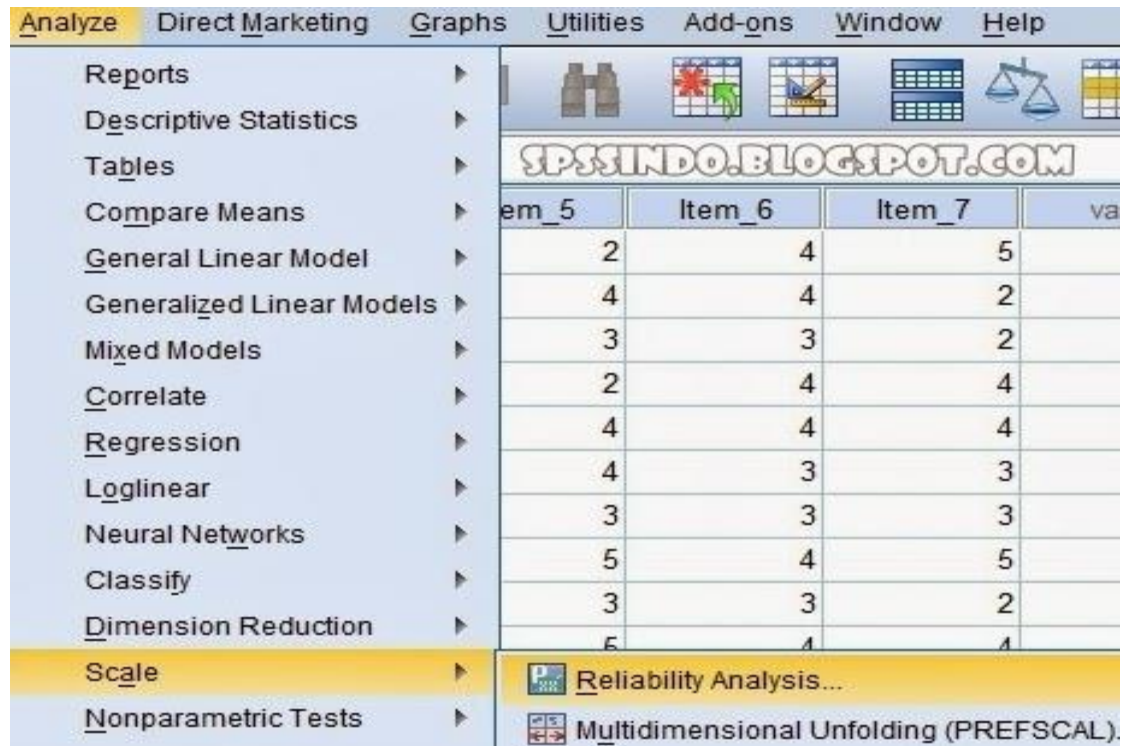 Analyze Direct Marketing Graphs Utilities Add-ons Window Help
Reports
Descriptive Statistics
Tables
Compare Means
General Linear Model
Generalized Linear Models
Mixed Models
Correlate
Regression
Loglinear
Neural Networks
Classify
Dimension Reduction
Scale
Nonparametric Tests
SPSSINDO.BLOGSPOT.COM
em_5 Item_6 Item_7 va
2 4 5
4 4 2
3 3 2
2 4 4
4 4 4
4 3 3
3 3 3
5 4 5
3 3 2
Reliability Analysis...
Multidimensional Unfolding (PREFSCAL).